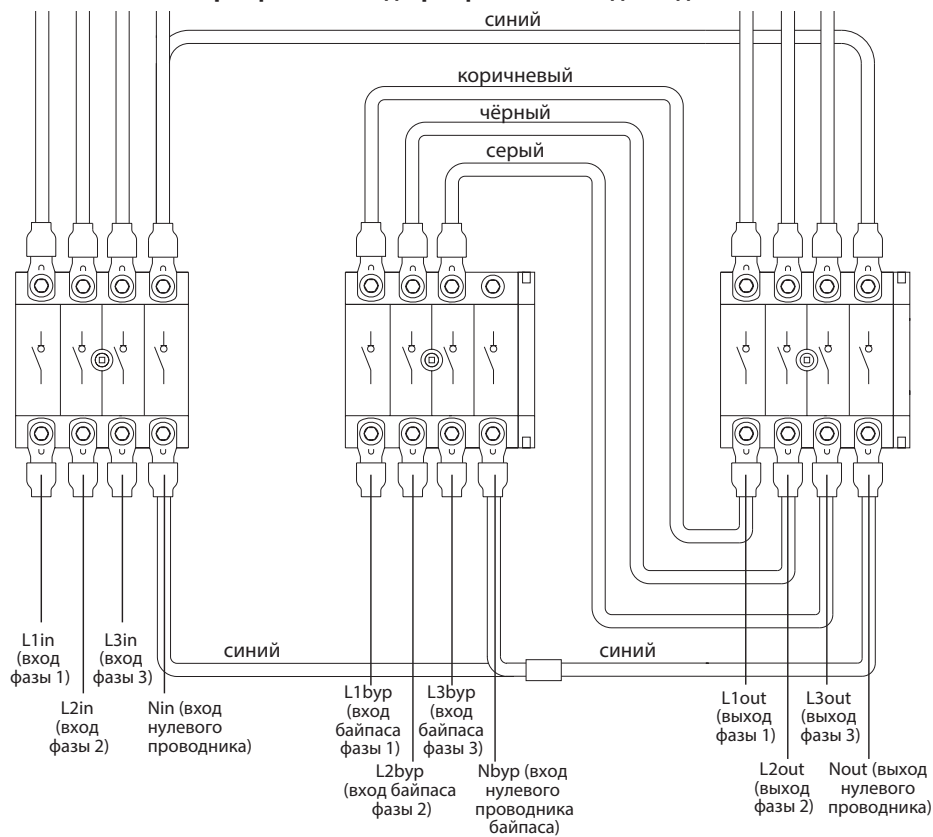 синий
коричневый
чёрный
серый
синий
синий
L1in
(вход
фазы 1)
L3in
(вход
фазы 3)
L2in
(вход
фазы 2)
Nin (вход
нулевого
проводника)
L1byp
(вход
байпаса
фазы 1)
L3byp
(вход
байпаса
фазы 3)
L2byp
(вход байпаса
фазы 2)
Nbyp (вход
нулевого
проводника
байпаса)
L1out
(выход
фазы 1)
L3out
(выход
фазы 3)
L2out
(выход
фазы 2)
Nout (выход
нулевого
проводника)